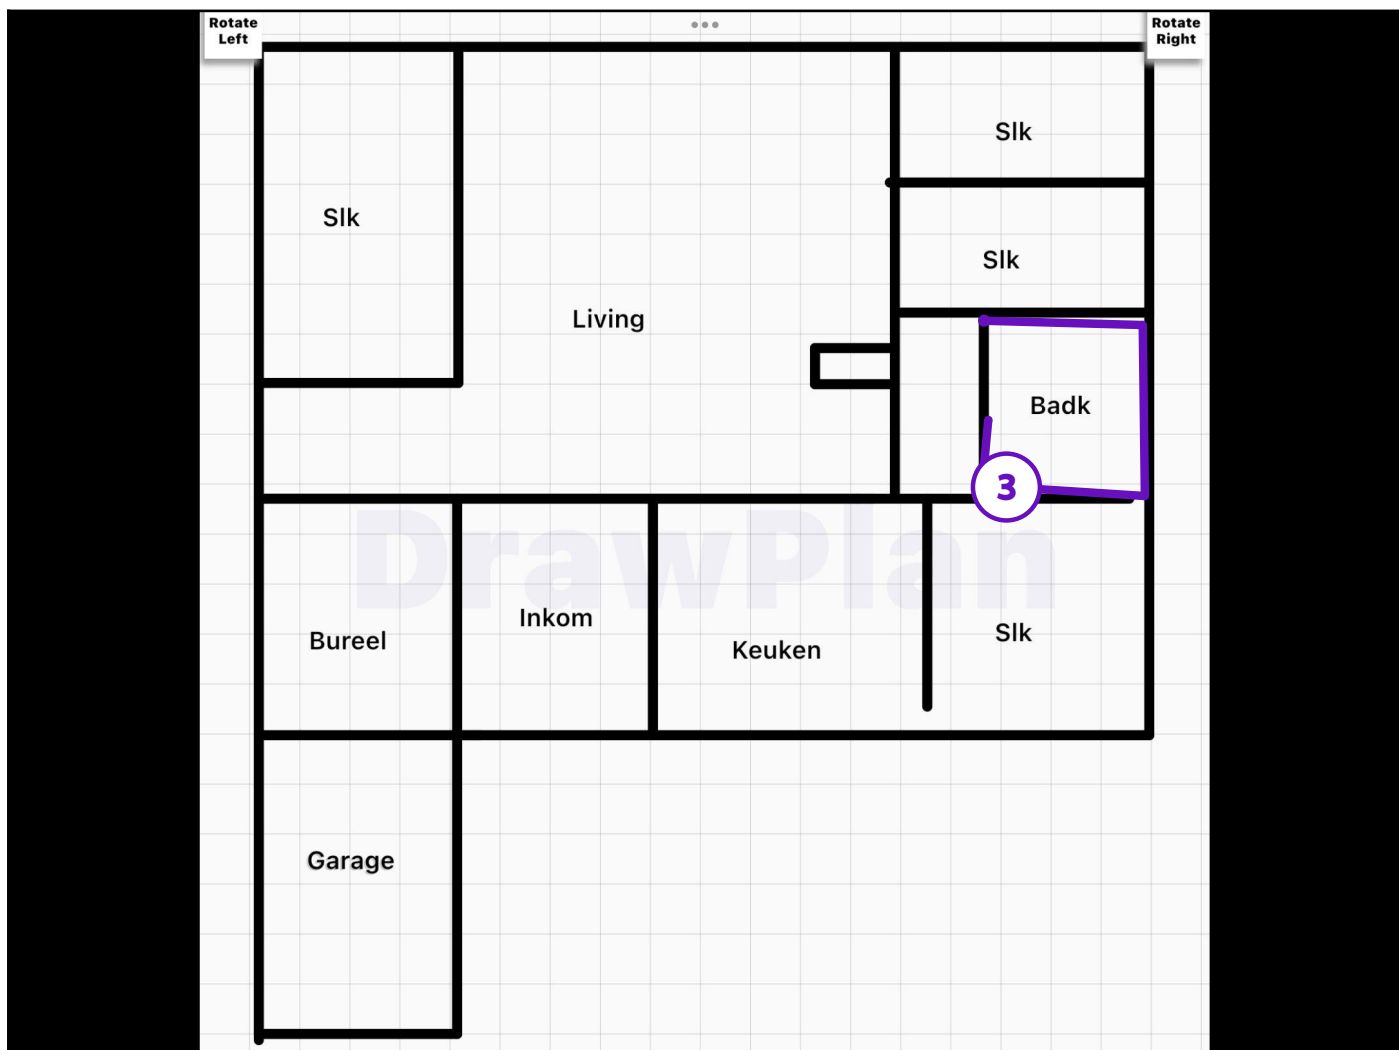 Rotate
Left
Rotate
Right
Slk
Slk
Slk
Living
Badk
3
DrawPlan
Inkom
Slk
Bureel
Keuken
Garage